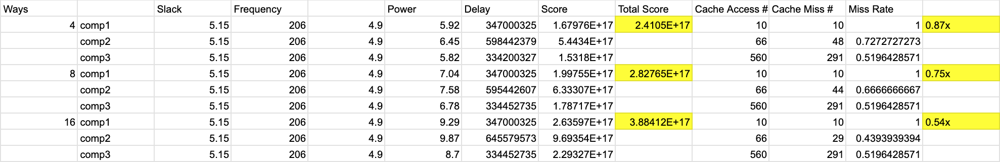 Ways Slack Frequency Power Delay Score Total Score Cache Access # Cache Miss # Miss Rate
4 comp1 5.15 206 4.9 5.92 347000325 1.67976E+17 2.4105E+17 10 10 1 0.87x
comp2 5.15 206 4.9 6.45 598442379 5.4434E+17 66 48 0.7272727273
comp3 5.15 206 4.9 5.82 334200327 1.5318E+17 560 291 0.5196428571
8 comp1 5.15 206 4.9 7.04 347000325 1.99755E+17 2.82765E+17 10 10 1 0.75x
comp2 5.15 206 4.9 7.58 595442607 6.33307E+17 66 44 0.6666666667
comp3 5.15 206 4.9 6.78 334452735 1.78717E+17 560 291 0.5196428571
16 comp1 5.15 206 4.9 9.29 347000325 2.63597E+17 3.88412E+17 10 10 1 0.54x
comp2 5.15 206 4.9 9.87 645579573 9.69354E+17 66 29 0.4393939394
comp3 5.15 206 4.9 8.7 334452735 2.29327E+17 560 291 0.5196428571